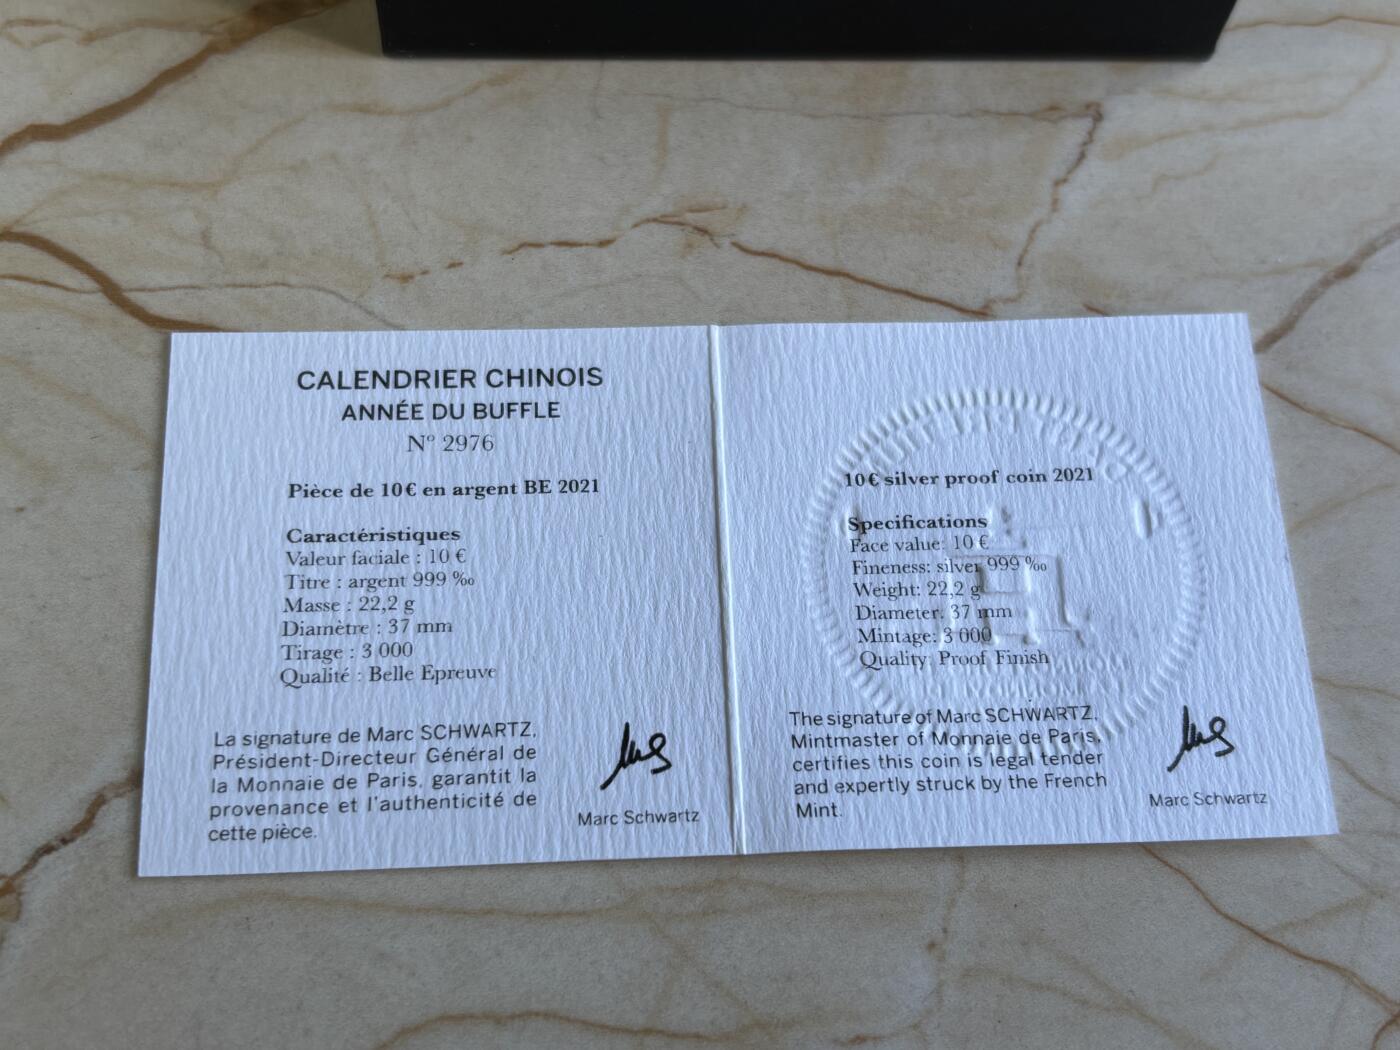 CALENDRIER CHINOIS
ANNÉE DU BUFFLE
Nº 2976
Pièce de 10€ en argent BE 2021
Caractéristiques
Valeur faciale : 10 €
Titre : argent 999 ‰
Masse : 22,2 g
Diamètre : 37 mm
Tirage : 3 000
Qualité : Belle Epreuve
La signature de Marc SCHWARTZ,
Président-Directeur Général de
la Monnaie de Paris, garantit la
provenance et l'authenticité de
cette pièce.
Marc Schwartz
10€ silver proof coin 2021
Specifications
Face value: 10 €
Fineness: silver 999 ‰
Weight: 22,2 g
Diameter: 37 mm
Mintage: 3 000
Quality: Proof Finish
The signature of Marc SCHWARTZ,
Mintmaster of Monnaie de Paris,
certifies this coin is legal tender
and expertly struck by the French
Mint.
Marc Schwartz